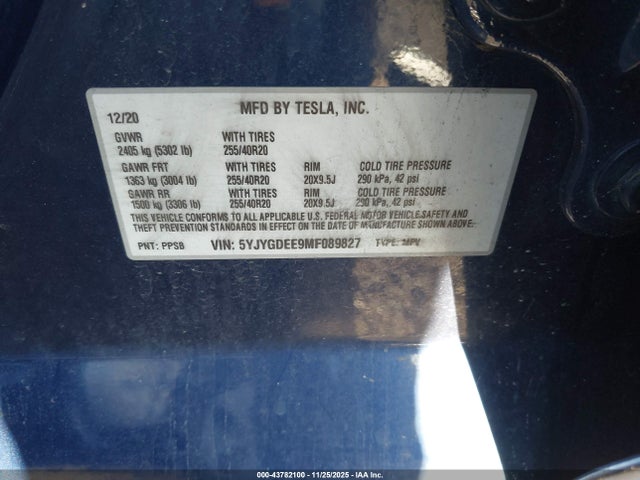 MFD BY TESLA, INC.
12/20
GVWR WITH TIRES
2405 kg (5302 lb) 255/40R20
GAWR FRT WITH TIRES RIM COLD TIRE PRESSURE
1363 kg (3004 lb) 255/40R20 20X9.5J 290 kPa, 42 psi
GAWR RR WITH TIRES RIM COLD TIRE PRESSURE
1500 kg (3306 lb) 255/40R20 20X9.5J 290 kPa, 42 psi
THIS VEHICLE CONFORMS TO ALL APPLICABLE U.S. FEDERAL MOTOR VEHICLE SAFETY AND
THEFT PREVENTION STANDARDS IN EFFECT ON THE DATE OF MANUFACTURE SHOWN ABOVE.
PNT: PPSB VIN: 5YJYGDEE9MF089827 TYPE: MPV
000-43782100 - 11/25/2025 - IAA Inc.